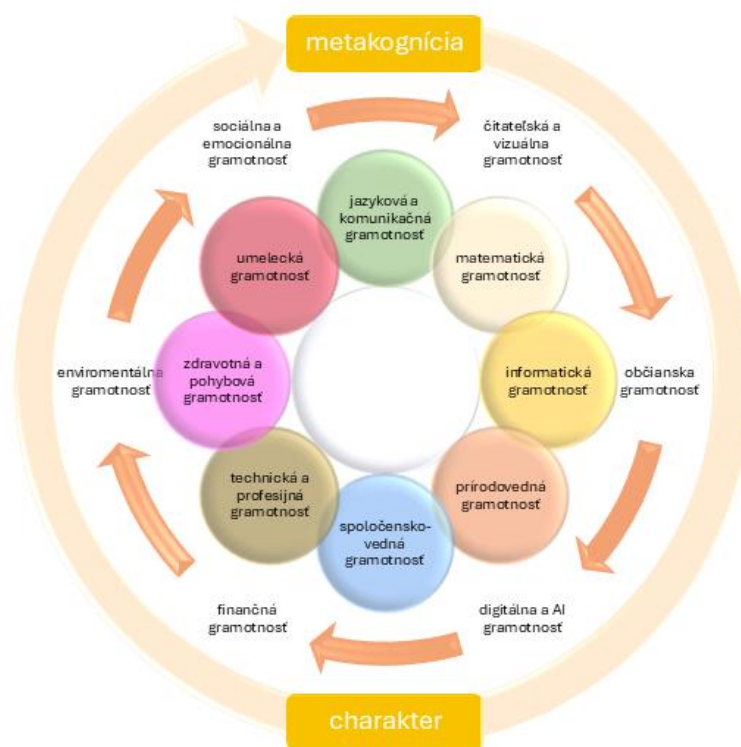 metakognícia
sociálna a
emocionálna
gramotnosť
čitateľská a
vizuálna
gramotnosť
jazyková a
komunikačná
gramotnosť
umelecká
gramotnosť
matematická
gramotnosť
enviromentálna
gramotnosť
zdravotná a
pohybová
gramotnosť
informatická
gramotnosť
občianska
gramotnosť
technická a
profesijná
gramotnosť
prírodovedná
gramotnosť
spoločensko-
vedná
gramotnosť
finančná
gramotnosť
digitálna a AI
gramotnosť
charakter